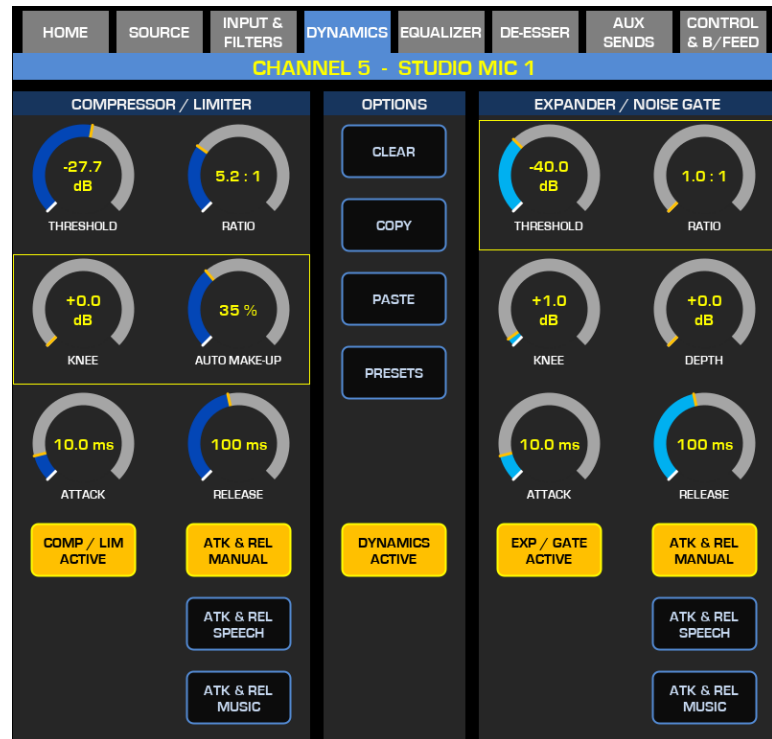 HOME
SOURCE
INPUT &
FILTERS
DYNAMICS
EQUALIZER
DE-ESSER
AUX
SENDS
CONTROL
& B/FEED
CHANNEL 5 - STUDIO MIC 1
COMPRESSOR / LIMITER
-27.7
dB
THRESHOLD
5.2 : 1
RATIO
+0.0
dB
KNEE
35 %
AUTO MAKE-UP
10.0 ms
ATTACK
100 ms
RELEASE
COMP / LIM
ACTIVE
ATK & REL
MANUAL
ATK & REL
SPEECH
ATK & REL
MUSIC
OPTIONS
CLEAR
COPY
PASTE
PRESETS
DYNAMICS
ACTIVE
EXPANDER / NOISE GATE
-40.0
dB
THRESHOLD
1.0 : 1
RATIO
+1.0
dB
KNEE
+0.0
dB
DEPTH
10.0 ms
ATTACK
100 ms
RELEASE
EXP / GATE
ACTIVE
ATK & REL
MANUAL
ATK & REL
SPEECH
ATK & REL
MUSIC